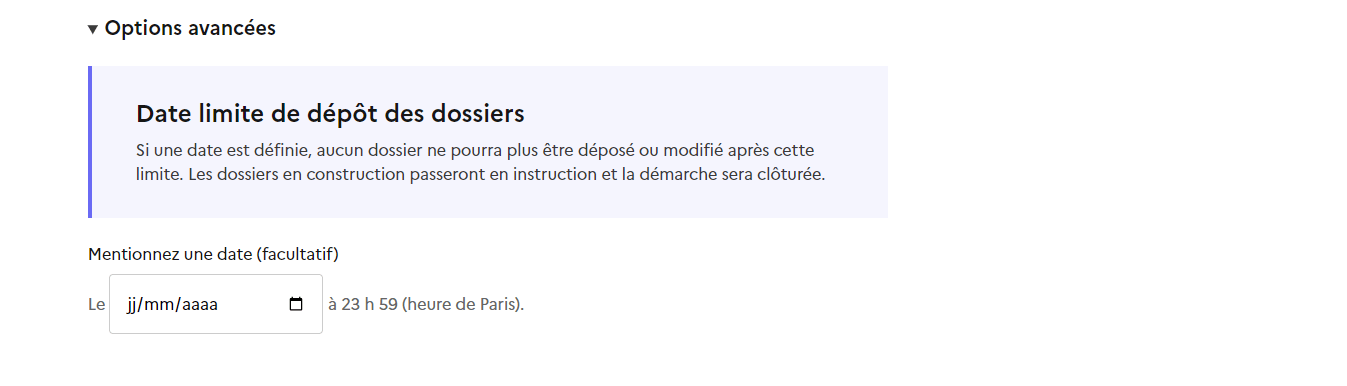 Options avancées
Date limite de dépôt des dossiers
Si une date est définie, aucun dossier ne pourra plus être déposé ou modifié après cette
limite. Les dossiers en construction passeront en instruction et la démarche sera clôturée.
Mentionnez une date (facultatif)
Le jj/mm/aaaa à 23 h 59 (heure de Paris).